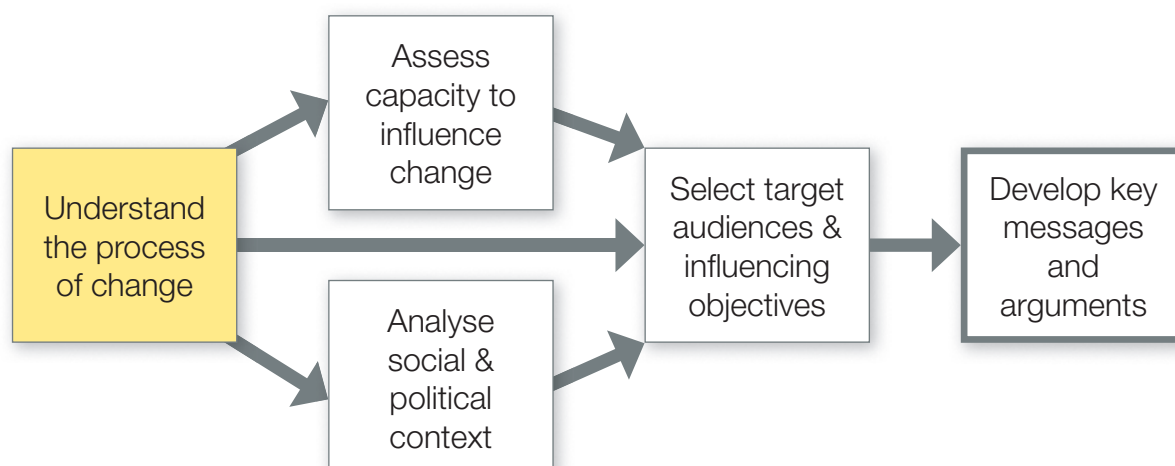 Understand
the process
of change
Assess
capacity to
influence
change
Analyse
social &
political
context
Select target
audiences &
influencing
objectives
Develop key
messages
and
arguments